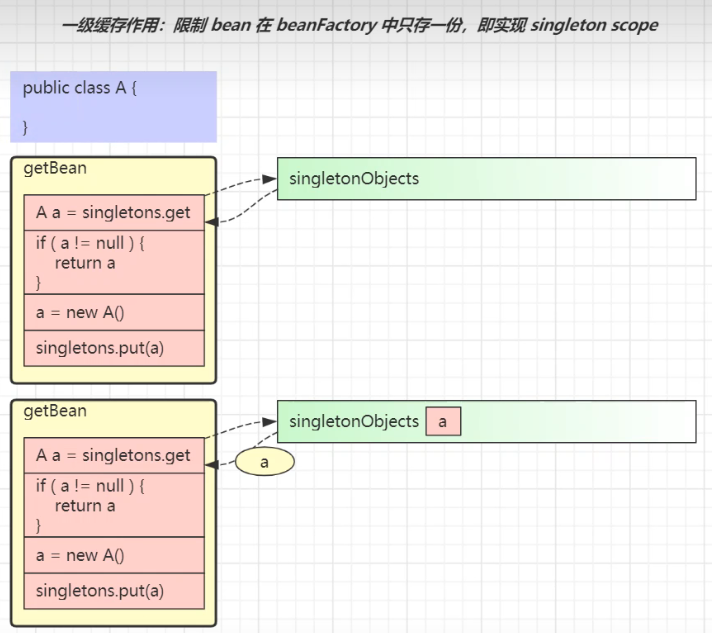 一级缓存作用：限制 bean 在 beanFactory 中只存一份，即实现 singleton scope
public class A {
}
getBean
A a = singletons.get
if ( a != null ) {
return a
}
a = new A()
singletons.put(a)
singletonObjects
getBean
A a = singletons.get
if ( a != null ) {
return a
}
a = new A()
singletons.put(a)
singletonObjects a
a